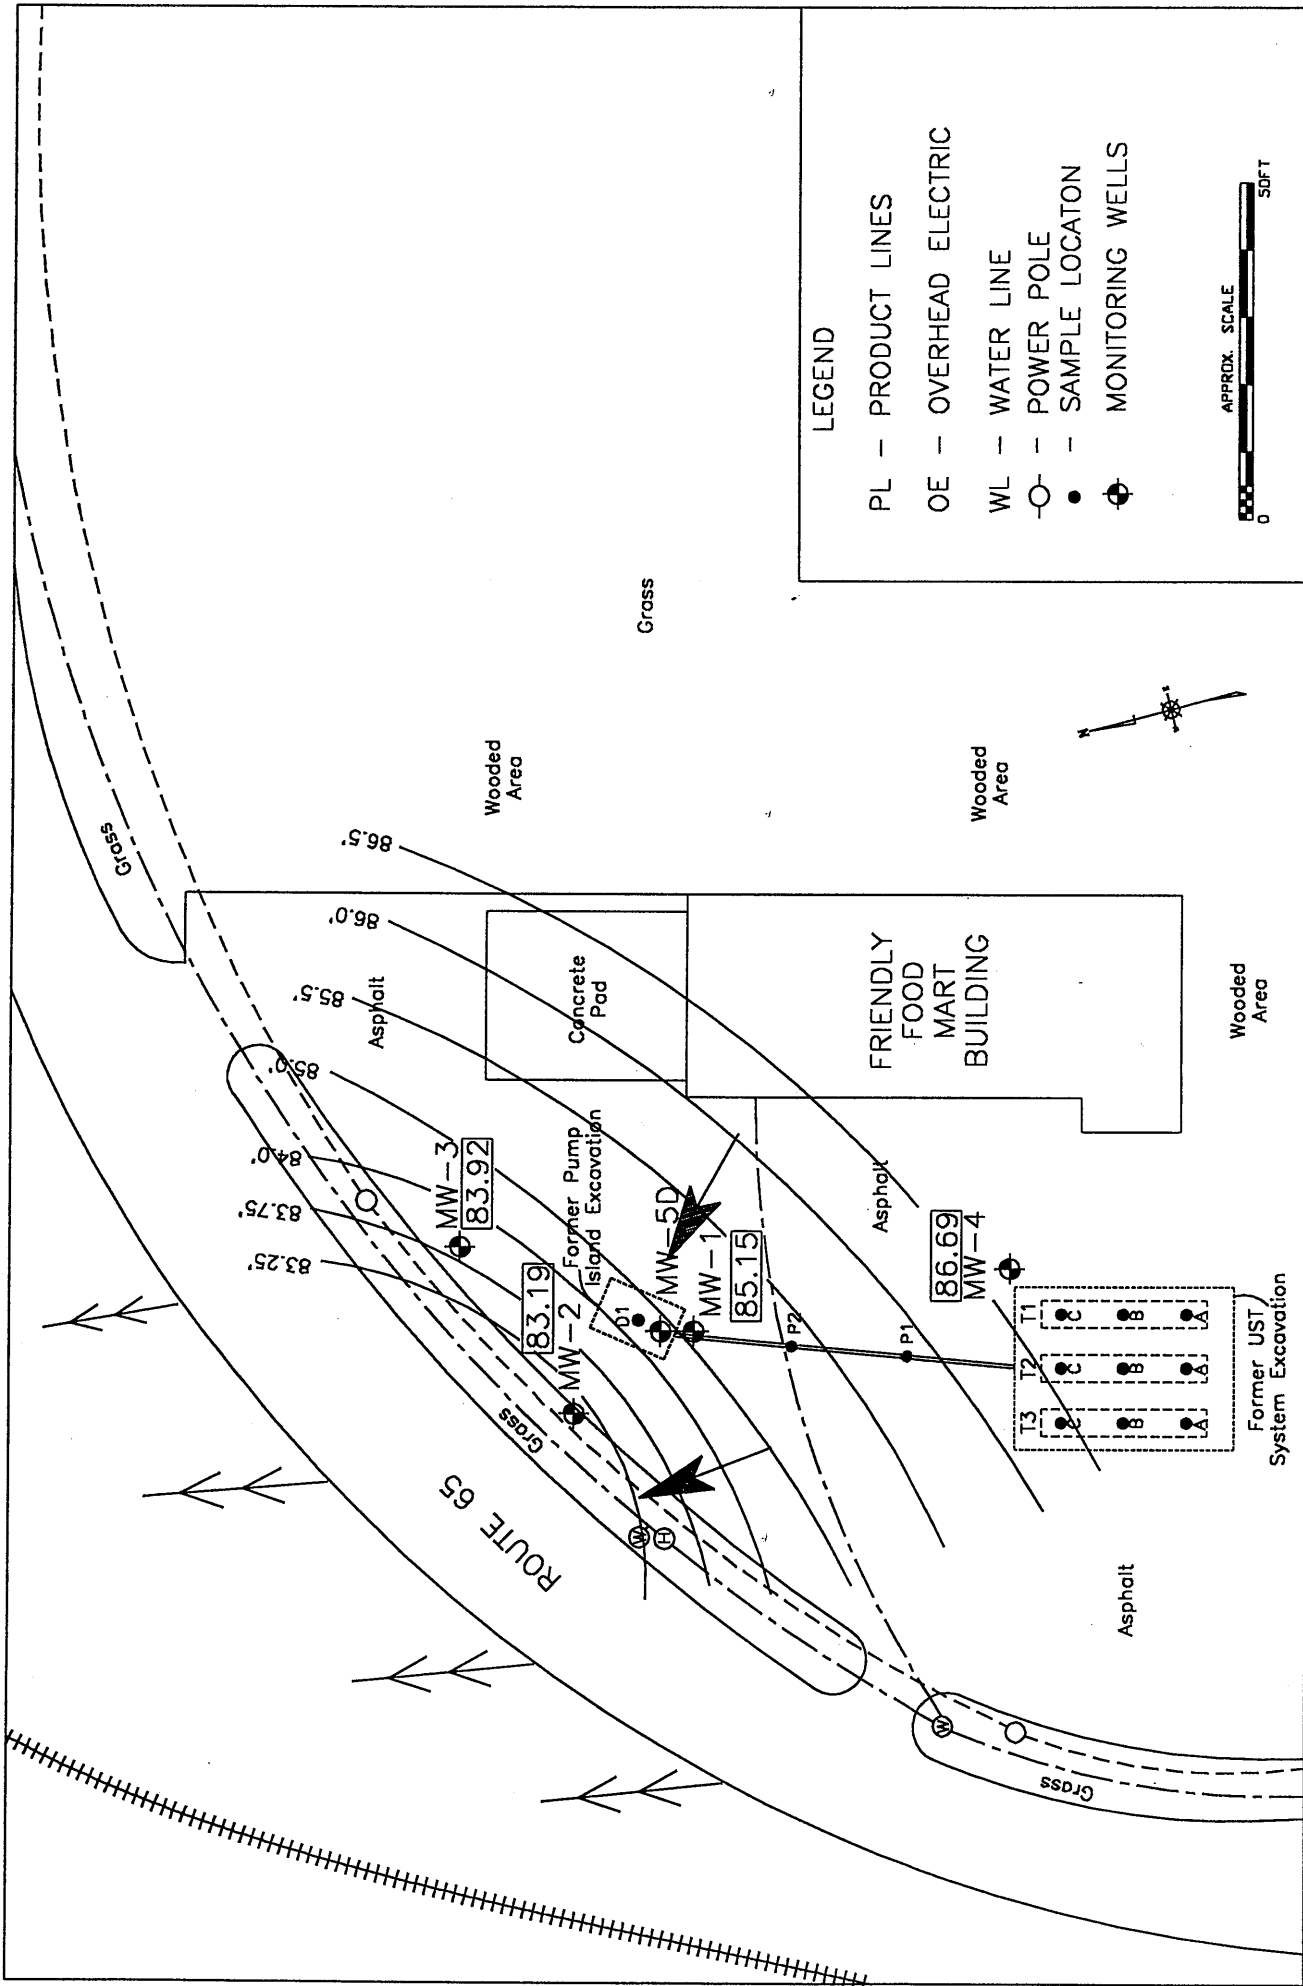 ROUTE 65
Grass
Grass
Grass
Grass
83.25'
83.75'
84.0'
85.0'
85.5'
86.0'
86.5'
Asphalt
Concrete
Pad
Wooded
Area
Wooded
Area
Wooded
Area
MW-3
83.92
Former Pump
Island Excavation
83.19
MW-2
D1
MW-5D
MW-1
85.15
W
H
P2
P1
Asphalt
FRIENDLY
FOOD
MART
BUILDING
86.69
MW-4
T3
T2
T1
C
C
C
B
B
B
A
A
A
Former UST
System Excavation
Asphalt
W
N
LEGEND
PL - PRODUCT LINES
OE - OVERHEAD ELECTRIC
WL - WATER LINE
- POWER POLE
- SAMPLE LOCATON
MONITORING WELLS
APPROX. SCALE
0
50FT